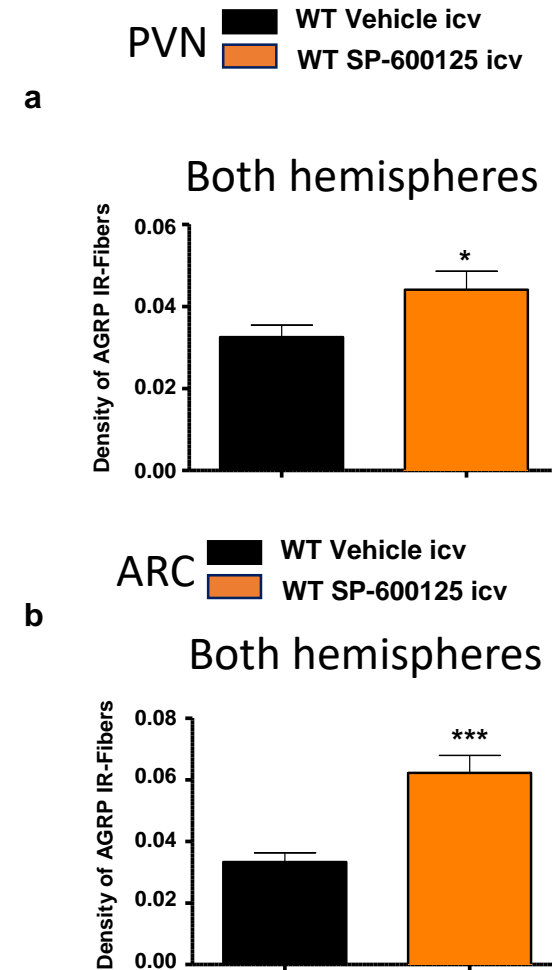 PVN
WT Vehicle icv
WT SP-600125 icv
a
Both hemispheres
Density of AGRP IR-Fibers
0.06
0.04
0.02
0.00
*
ARC
WT Vehicle icv
WT SP-600125 icv
b
Both hemispheres
Density of AGRP IR-Fibers
0.08
0.06
0.04
0.02
0.00
***